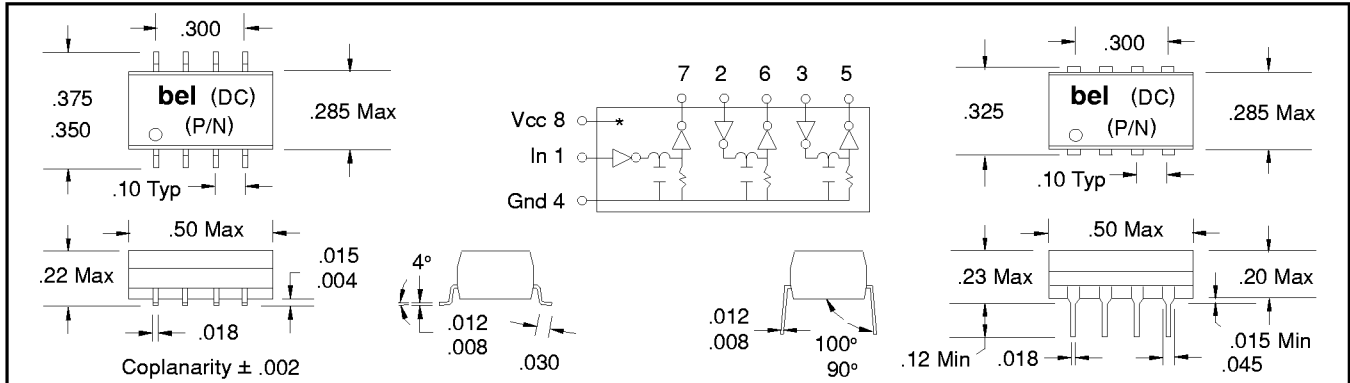 .300
.375
.350
bel (DC)
(P/N)
.285 Max
.10 Typ
.50 Max
.22 Max
.015
.004
.018
Coplanarity ± .002
4°
.012
.008
.030
7 2 6 3 5
Vcc 8
*
In 1
Gnd 4
.012
.008
100°
90°
.300
.325
bel (DC)
(P/N)
.285 Max
.10 Typ
.50 Max
.23 Max
.20 Max
.12 Min
.018
.015 Min
.045